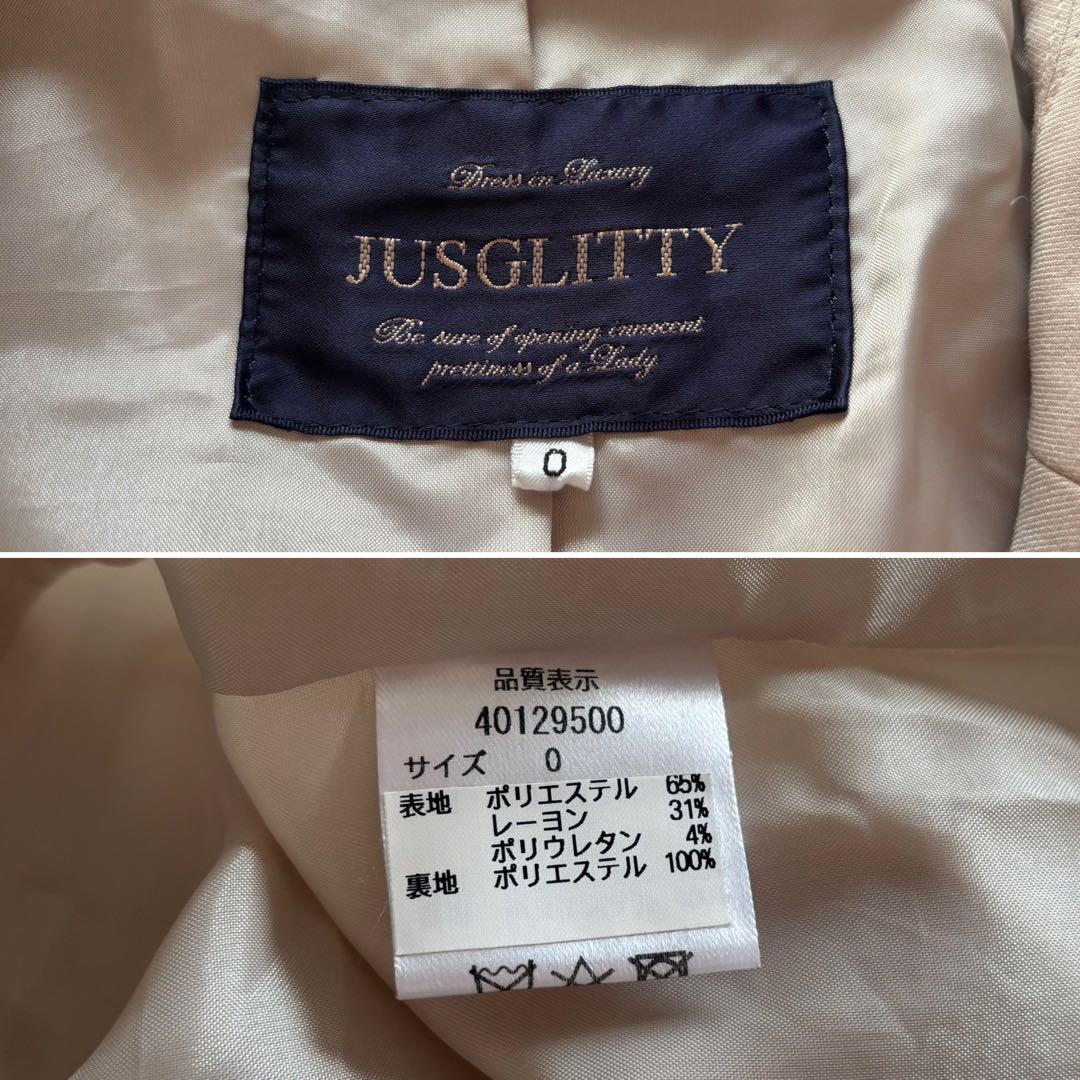 Dress in Luxury
JUSGLITTY
Be sure of opening innocent
prettiness of a Lady
0
品質表示
40129500
サイズ 0
表地 ポリエステル 65%
レーヨン 31%
ポリウレタン 4%
裏地 ポリエステル 100%